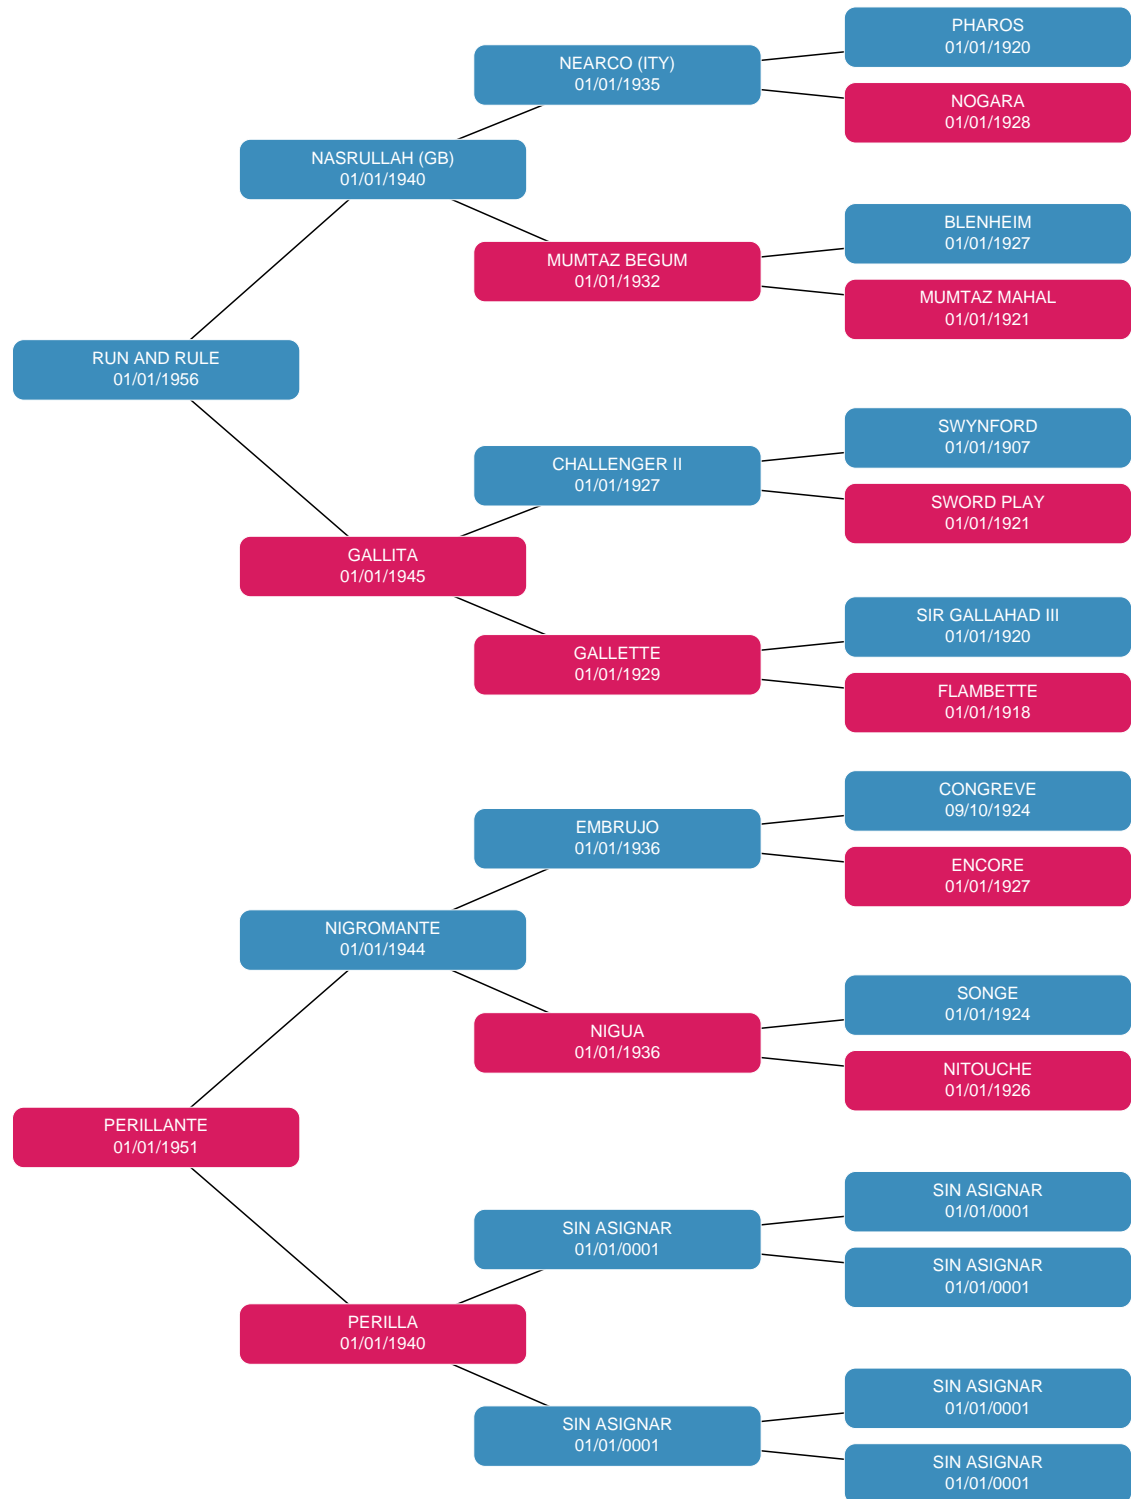 PHAROS
01/01/1920
NEARCO (ITY)
01/01/1935
NOGARA
01/01/1928
NASRULLAH (GB)
01/01/1940
BLENHEIM
01/01/1927
MUMTAZ BEGUM
01/01/1932
MUMTAZ MAHAL
01/01/1921
RUN AND RULE
01/01/1956
SWYNFORD
01/01/1907
CHALLENGER II
01/01/1927
SWORD PLAY
01/01/1921
GALLITA
01/01/1945
SIR GALLAHAD III
01/01/1920
GALLETTE
01/01/1929
FLAMBETTE
01/01/1918
CONGREVE
09/10/1924
EMBRUJO
01/01/1936
ENCORE
01/01/1927
NIGROMANTE
01/01/1944
SONGE
01/01/1924
NIGUA
01/01/1936
NITOUCHE
01/01/1926
PERILLANTE
01/01/1951
SIN ASIGNAR
01/01/0001
SIN ASIGNAR
01/01/0001
SIN ASIGNAR
01/01/0001
PERILLA
01/01/1940
SIN ASIGNAR
01/01/0001
SIN ASIGNAR
01/01/0001
SIN ASIGNAR
01/01/0001